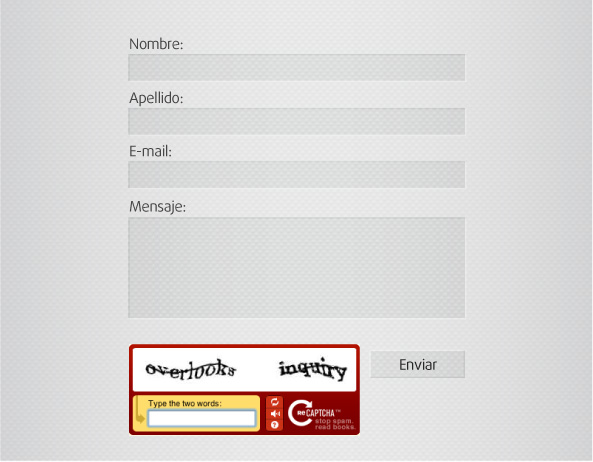 Nombre:
Apellido:
E-mail:
Mensaje:
overlooks inquiry
Enviar
Type the two words:
reCAPTCHA™
stop spam.
read books.